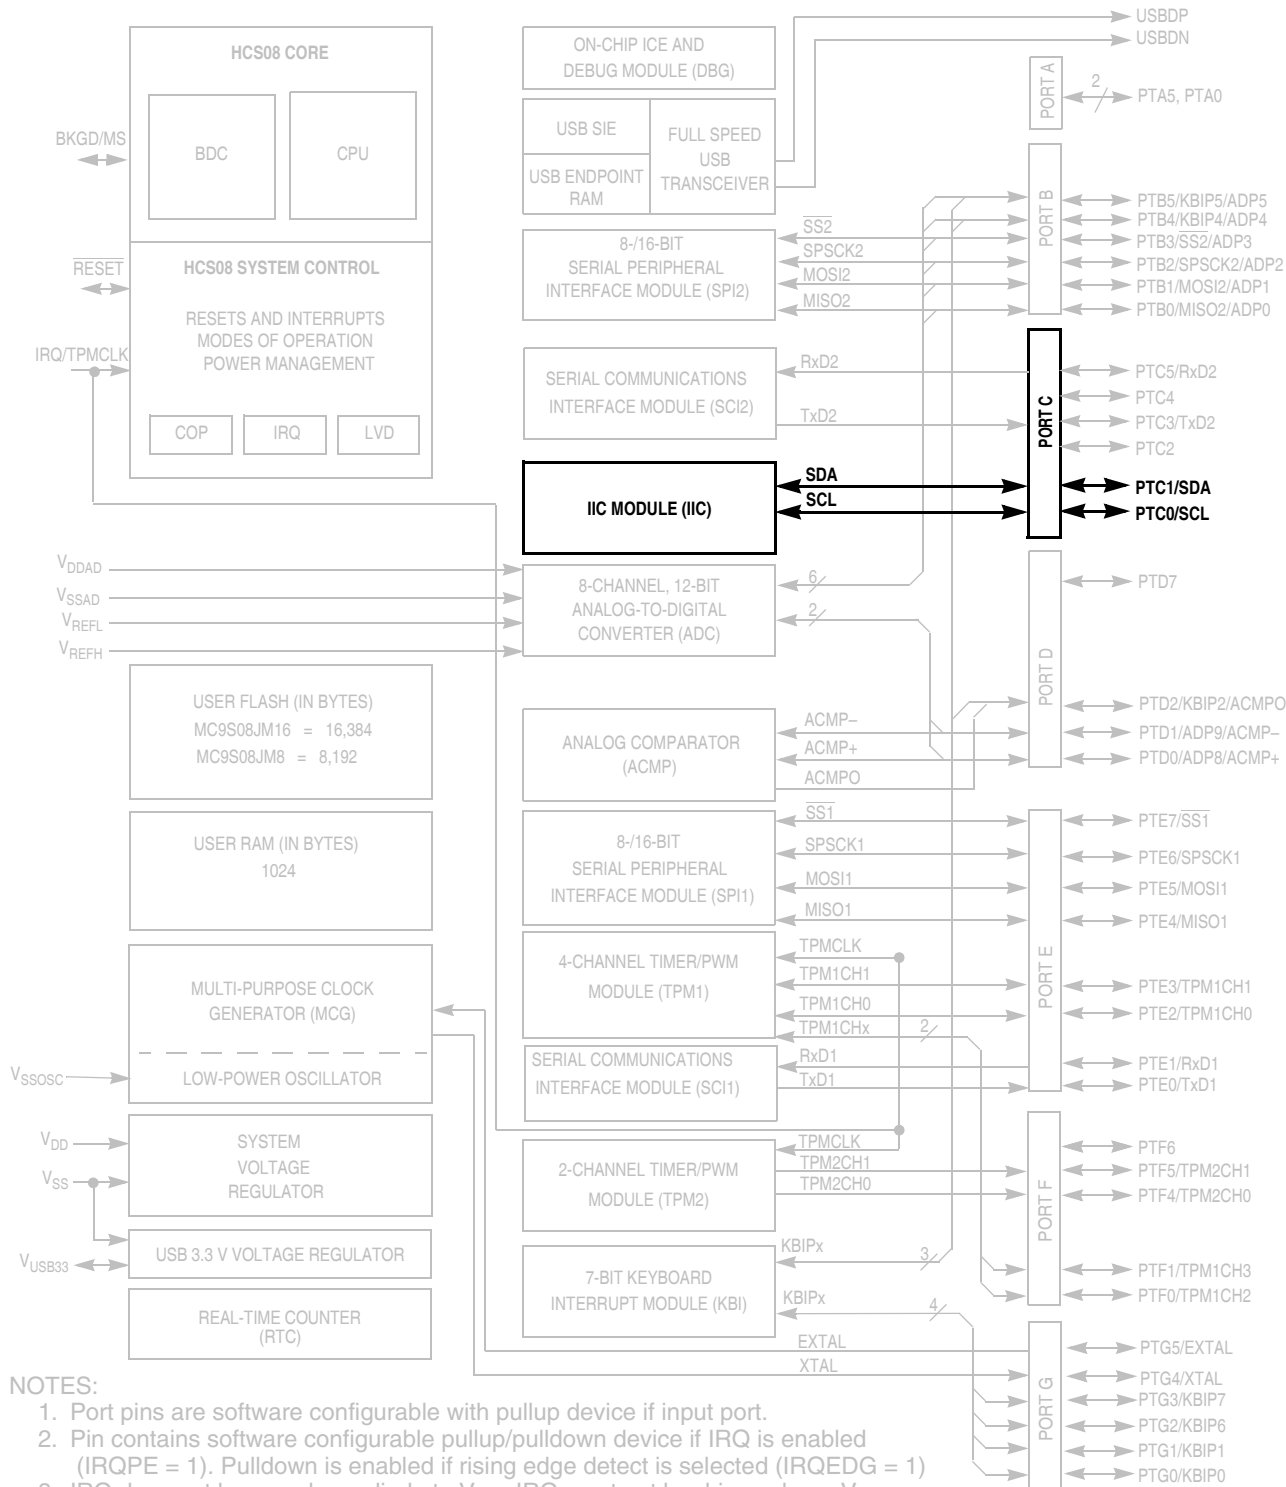 HCS08 CORE
BDC
CPU
BKGD/MS
RESET
HCS08 SYSTEM CONTROL
RESETS AND INTERRUPTS
MODES OF OPERATION
POWER MANAGEMENT
IRQ/TPMCLK
COP
IRQ
LVD
VDDAD
VSSAD
VREFL
VREFH
USER FLASH (IN BYTES)
MC9S08JM16 = 16,384
MC9S08JM8 = 8,192
USER RAM (IN BYTES)
1024
MULTI-PURPOSE CLOCK
GENERATOR (MCG)
LOW-POWER OSCILLATOR
VSSOSC
VDD
VSS
SYSTEM
VOLTAGE
REGULATOR
VUSB33
USB 3.3 V VOLTAGE REGULATOR
REAL-TIME COUNTER
(RTC)
ON-CHIP ICE AND
DEBUG MODULE (DBG)
USB SIE
USB ENDPOINT
RAM
FULL SPEED
USB
TRANSCEIVER
8-/16-BIT
SERIAL PERIPHERAL
INTERFACE MODULE (SPI2)
SS2
SPSCK2
MOSI2
MISO2
SERIAL COMMUNICATIONS
INTERFACE MODULE (SCI2)
RxD2
TxD2
IIC MODULE (IIC)
SDA
SCL
8-CHANNEL, 12-BIT
ANALOG-TO-DIGITAL
CONVERTER (ADC)
6
2
ANALOG COMPARATOR
(ACMP)
ACMP–
ACMP+
ACMPO
8-/16-BIT
SERIAL PERIPHERAL
INTERFACE MODULE (SPI1)
SS1
SPSCK1
MOSI1
MISO1
4-CHANNEL TIMER/PWM
MODULE (TPM1)
TPMCLK
TPM1CH1
TPM1CH0
TPM1CHx
2
SERIAL COMMUNICATIONS
INTERFACE MODULE (SCI1)
RxD1
TxD1
2-CHANNEL TIMER/PWM
MODULE (TPM2)
TPMCLK
TPM2CH1
TPM2CH0
7-BIT KEYBOARD
INTERRUPT MODULE (KBI)
KBIPx
3
KBIPx
4
EXTAL
XTAL
USBDP
USBDN
PORT A
2
PTA5, PTA0
PORT B
PTB5/KBIP5/ADP5
PTB4/KBIP4/ADP4
PTB3/SS2/ADP3
PTB2/SPSCK2/ADP2
PTB1/MOSI2/ADP1
PTB0/MISO2/ADP0
PORT C
PTC5/RxD2
PTC4
PTC3/TxD2
PTC2
PTC1/SDA
PTC0/SCL
PORT D
PTD7
PTD2/KBIP2/ACMPO
PTD1/ADP9/ACMP–
PTD0/ADP8/ACMP+
PORT E
PTE7/SS1
PTE6/SPSCK1
PTE5/MOSI1
PTE4/MISO1
PTE3/TPM1CH1
PTE2/TPM1CH0
PTE1/RxD1
PTE0/TxD1
PORT F
PTF6
PTF5/TPM2CH1
PTF4/TPM2CH0
PTF1/TPM1CH3
PTF0/TPM1CH2
PORT G
PTG5/EXTAL
PTG4/XTAL
PTG3/KBIP7
PTG2/KBIP6
PTG1/KBIP1
PTG0/KBIP0
NOTES:
1. Port pins are software configurable with pullup device if input port.
2. Pin contains software configurable pullup/pulldown device if IRQ is enabled
(IRQPE = 1). Pulldown is enabled if rising edge detect is selected (IRQEDG = 1)